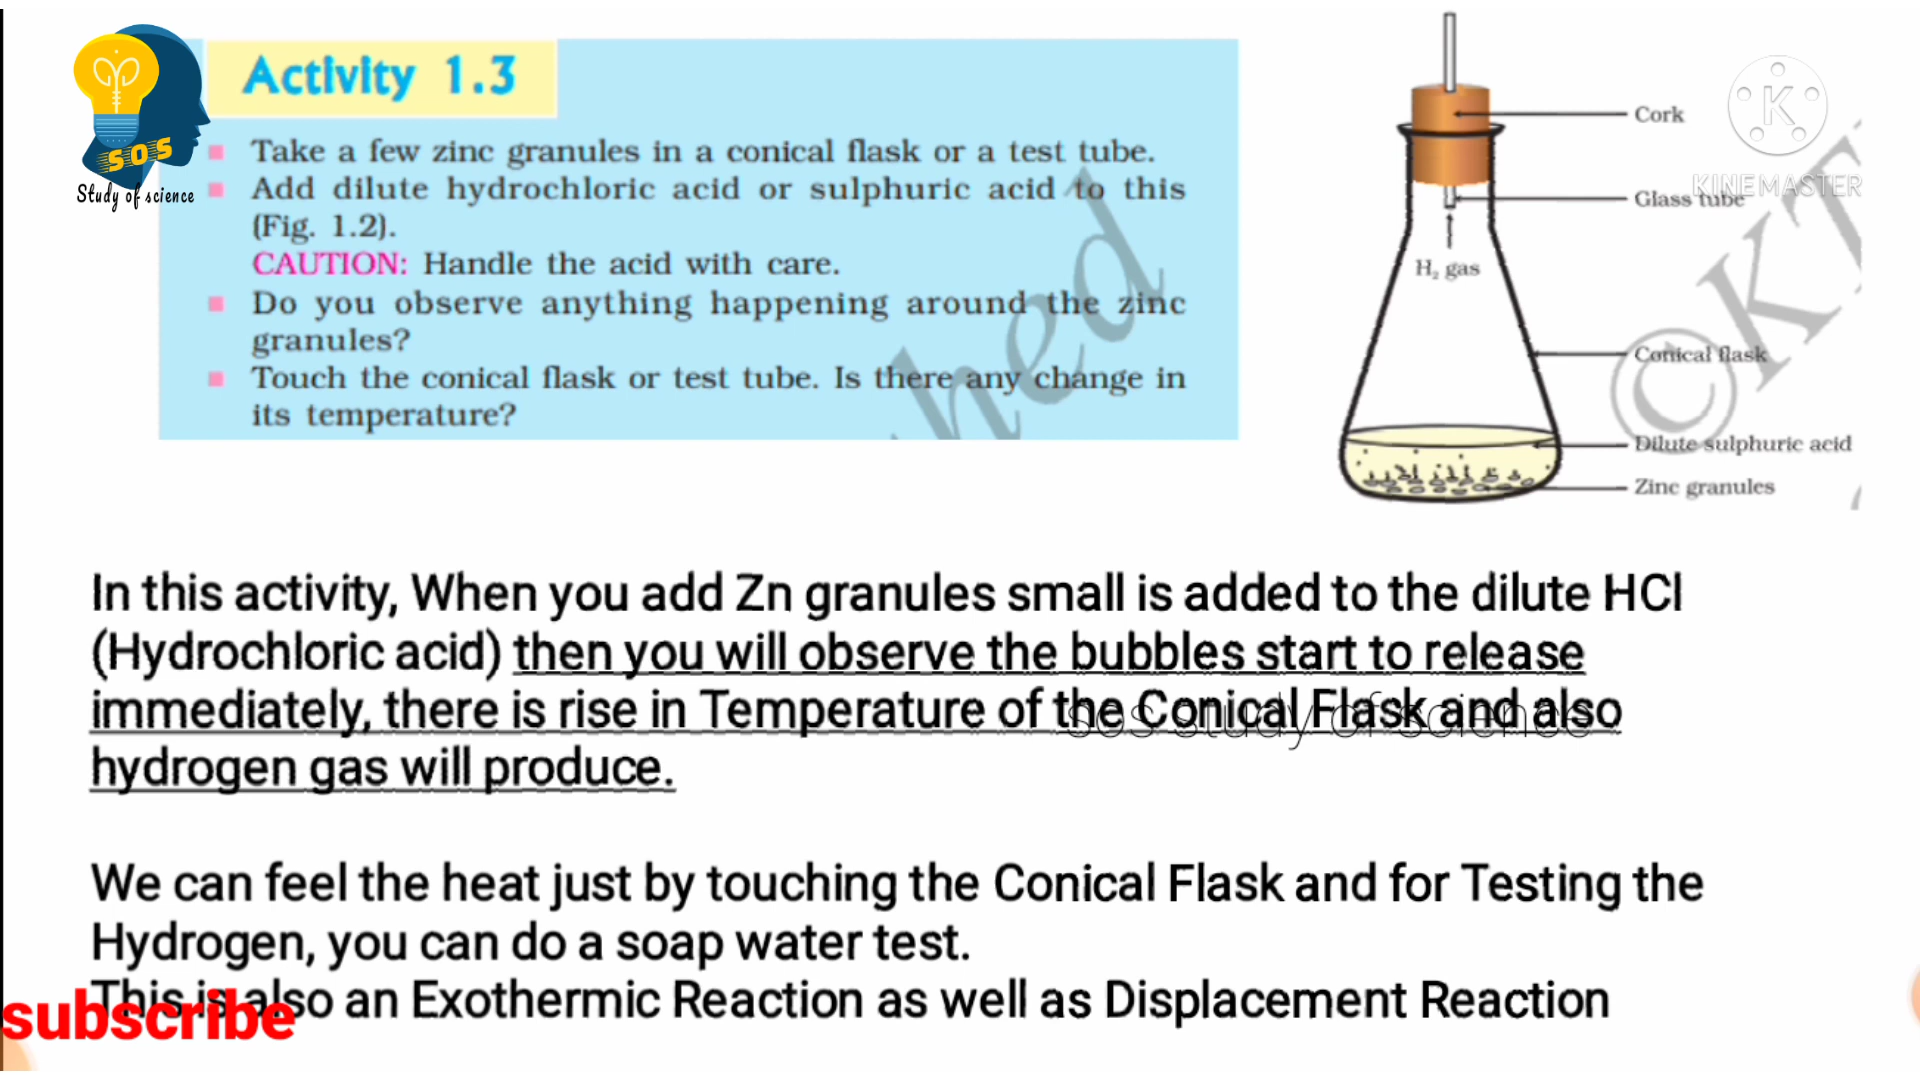 Activity 1.3
Take a few zinc granules in a conical flask or a test tube.
Add dilute hydrochloric acid or sulphuric acid to this
(Fig. 1.2).
CAUTION: Handle the acid with care.
Do you observe anything happening around the zinc
granules?
Touch the conical flask or test tube. Is there any change in
its temperature?
SOS
Study of science
hed
Cork
K
KINEMASTER
Glass tube
H₂ gas
Conical flask
©KT
Dilute sulphuric acid
Zinc granules
In this activity, When you add Zn granules small is added to the dilute HCl
(Hydrochloric acid) then you will observe the bubbles start to release
immediately, there is rise in Temperature of the Conical Flask and also
sos study of science
hydrogen gas will produce.
We can feel the heat just by touching the Conical Flask and for Testing the
Hydrogen, you can do a soap water test.
This is also an Exothermic Reaction as well as Displacement Reaction
subscribe